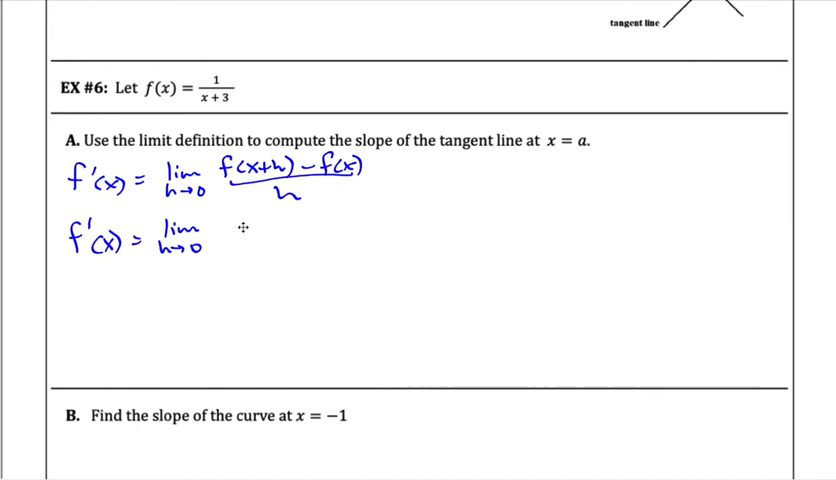 tangent line
EX #6: Let f(x) = 1/(x + 3)
A. Use the limit definition to compute the slope of the tangent line at x = a.
f'(x) = lim h→0 (f(x+h) − f(x))/h
f'(x) = lim h→0
B. Find the slope of the curve at x = −1